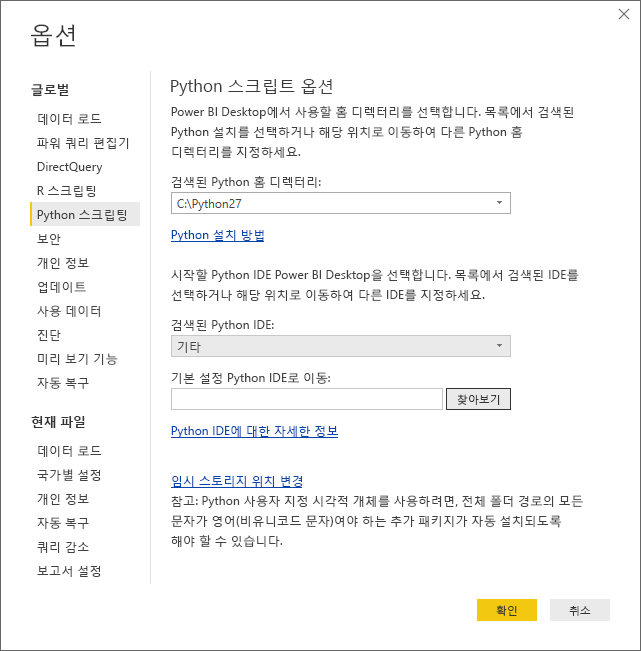 옵션
글로벌
데이터 로드
파워 쿼리 편집기
DirectQuery
R 스크립팅
Python 스크립팅
보안
개인 정보
업데이트
사용 데이터
진단
미리 보기 기능
자동 복구
현재 파일
데이터 로드
국가별 설정
개인 정보
자동 복구
쿼리 감소
보고서 설정
Python 스크립트 옵션
Power BI Desktop에서 사용할 홈 디렉터리를 선택합니다. 목록에서 검색된
Python 설치를 선택하거나 해당 위치로 이동하여 다른 Python 홈
디렉터리를 지정하세요.
검색된 Python 홈 디렉터리:
C:\Python27
Python 설치 방법
시작할 Python IDE Power BI Desktop을 선택합니다. 목록에서 검색된 IDE를
선택하거나 해당 위치로 이동하여 다른 IDE를 지정하세요.
검색된 Python IDE:
기타
기본 설정 Python IDE로 이동:
찾아보기
Python IDE에 대한 자세한 정보
임시 스토리지 위치 변경
참고: Python 사용자 지정 시각적 개체를 사용하려면, 전체 폴더 경로의 모든
문자가 영어(비유니코드 문자)여야 하는 추가 패키지가 자동 설치되도록
해야 할 수 있습니다.
확인
취소